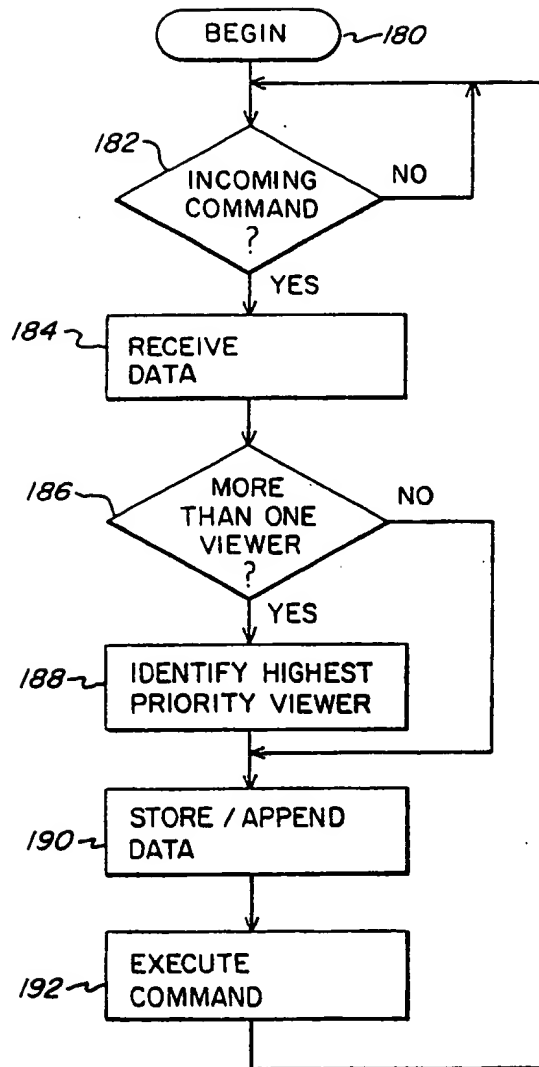 BEGIN
180
182
INCOMING
COMMAND
?
NO
YES
184
RECEIVE
DATA
186
MORE
THAN ONE
VIEWER
?
NO
YES
188
IDENTIFY HIGHEST
PRIORITY VIEWER
190
STORE / APPEND
DATA
192
EXECUTE
COMMAND